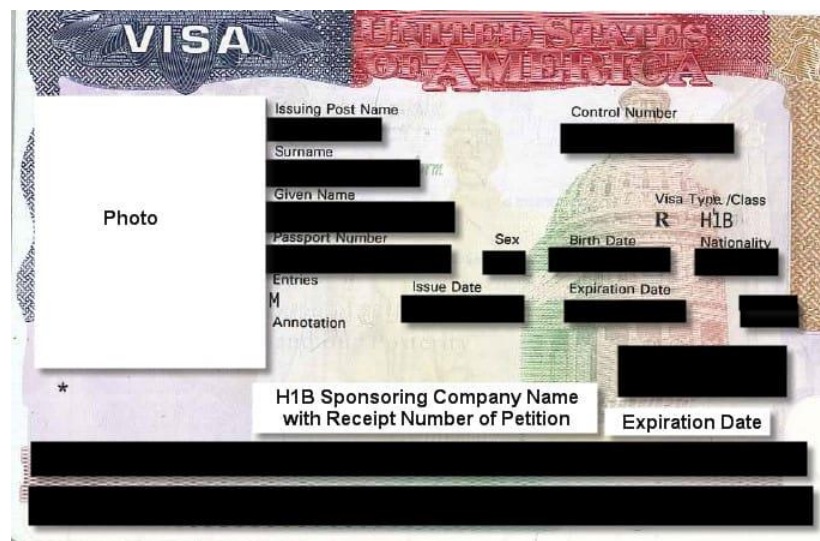 VISA
UNITED STATES
OF AMERICA
Issuing Post Name
Control Number
Surname
Given Name
Visa Type /Class
R H1B
Photo
Passport Number
Sex
Birth Date
Nationality
Entries
M
Issue Date
Expiration Date
Annotation
*
H1B Sponsoring Company Name
with Receipt Number of Petition
Expiration Date